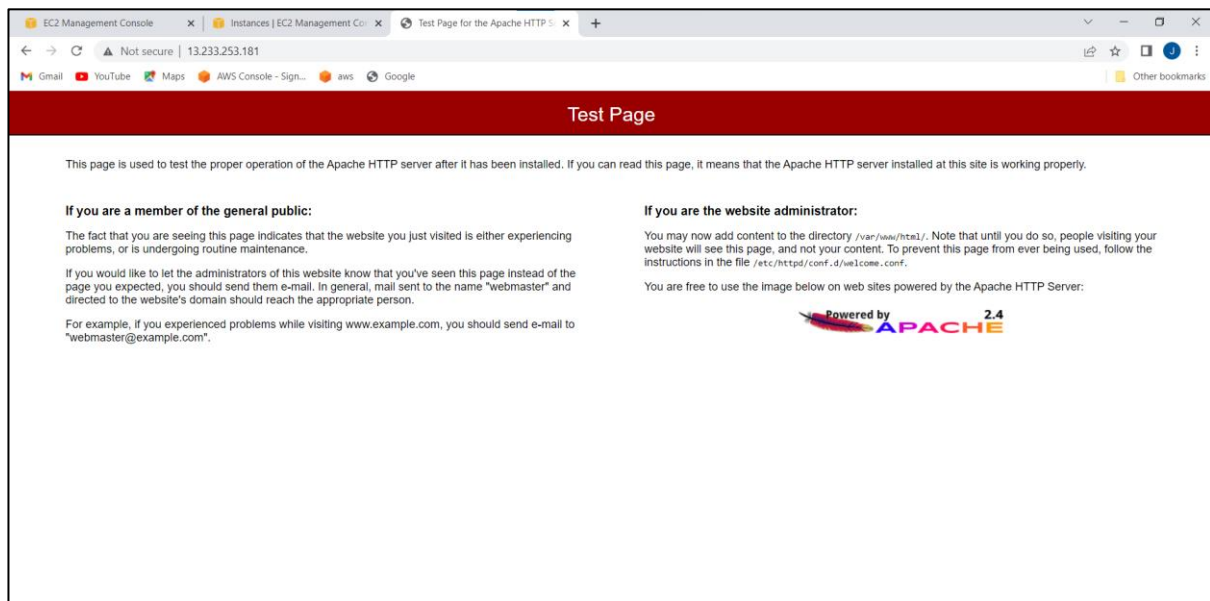 EC2 Management Console
Instances | EC2 Management Con
Test Page for the Apache HTTP S
Not secure | 13.233.253.181
Gmail YouTube Maps AWS Console - Sign... aws Google Other bookmarks
J
Test Page
This page is used to test the proper operation of the Apache HTTP server after it has been installed. If you can read this page, it means that the Apache HTTP server installed at this site is working properly.
If you are a member of the general public:
The fact that you are seeing this page indicates that the website you just visited is either experiencing
problems, or is undergoing routine maintenance.
If you would like to let the administrators of this website know that you've seen this page instead of the
page you expected, you should send them e-mail. In general, mail sent to the name "webmaster" and
directed to the website's domain should reach the appropriate person.
For example, if you experienced problems while visiting www.example.com, you should send e-mail to
"webmaster@example.com".
If you are the website administrator:
You may now add content to the directory /var/www/html/. Note that until you do so, people visiting your
website will see this page, and not your content. To prevent this page from ever being used, follow the
instructions in the file /etc/httpd/conf.d/welcome.conf.
You are free to use the image below on web sites powered by the Apache HTTP Server:
Powered by 2.4
APACHE